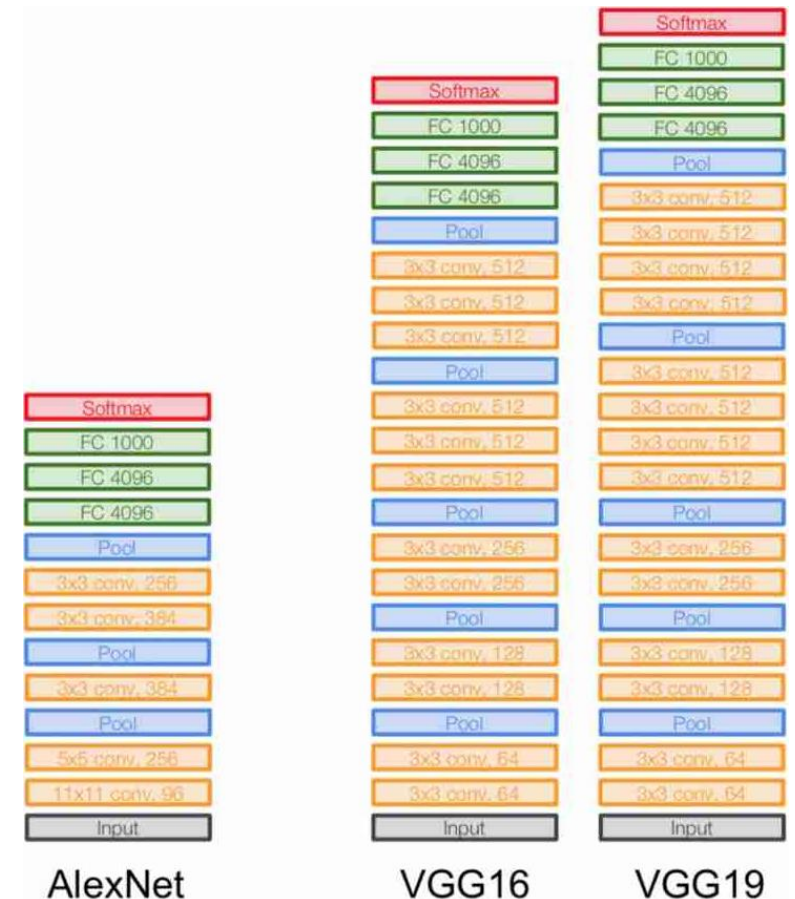 Softmax
FC 1000
FC 4096
FC 4096
Pool
3x3 conv, 256
3x3 conv, 384
Pool
3x3 conv, 384
Pool
5x5 conv, 256
11x11 conv, 96
Input
AlexNet
Softmax
FC 1000
FC 4096
FC 4096
Pool
3x3 conv, 512
3x3 conv, 512
3x3 conv, 512
Pool
3x3 conv, 512
3x3 conv, 512
3x3 conv, 512
Pool
3x3 conv, 256
3x3 conv, 256
Pool
3x3 conv, 128
3x3 conv, 128
Pool
3x3 conv, 64
3x3 conv, 64
Input
VGG16
Softmax
FC 1000
FC 4096
FC 4096
Pool
3x3 conv, 512
3x3 conv, 512
3x3 conv, 512
3x3 conv, 512
Pool
3x3 conv, 512
3x3 conv, 512
3x3 conv, 512
3x3 conv, 512
Pool
3x3 conv, 256
3x3 conv, 256
Pool
3x3 conv, 128
3x3 conv, 128
Pool
3x3 conv, 64
3x3 conv, 64
Input
VGG19